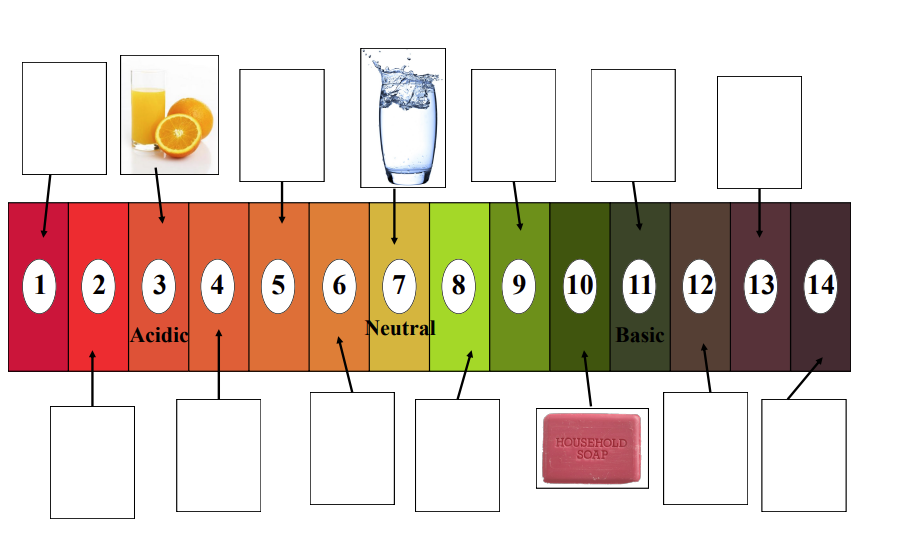 1 2 3 4 5 6 7 8 9 10 11 12 13 14
Acidic Neutral Basic
HOUSEHOLD
SOAP